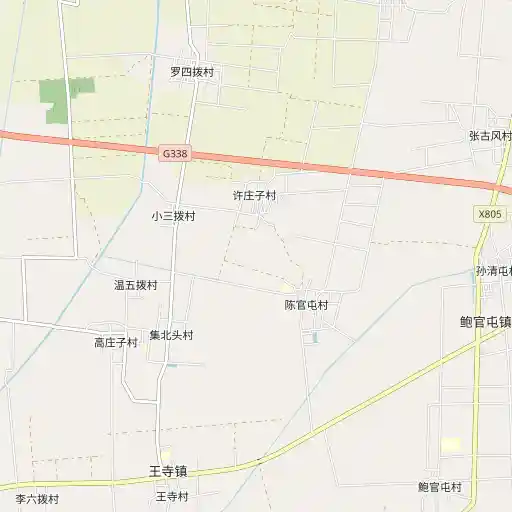 罗四拨村
张古风村
G338
许庄子村
小三拨村
X805
孙清屯村
温五拨村
陈官屯村
鲍官屯镇
集北头村
高庄子村
王寺镇
鲍官屯村
李六拨村
王寺村